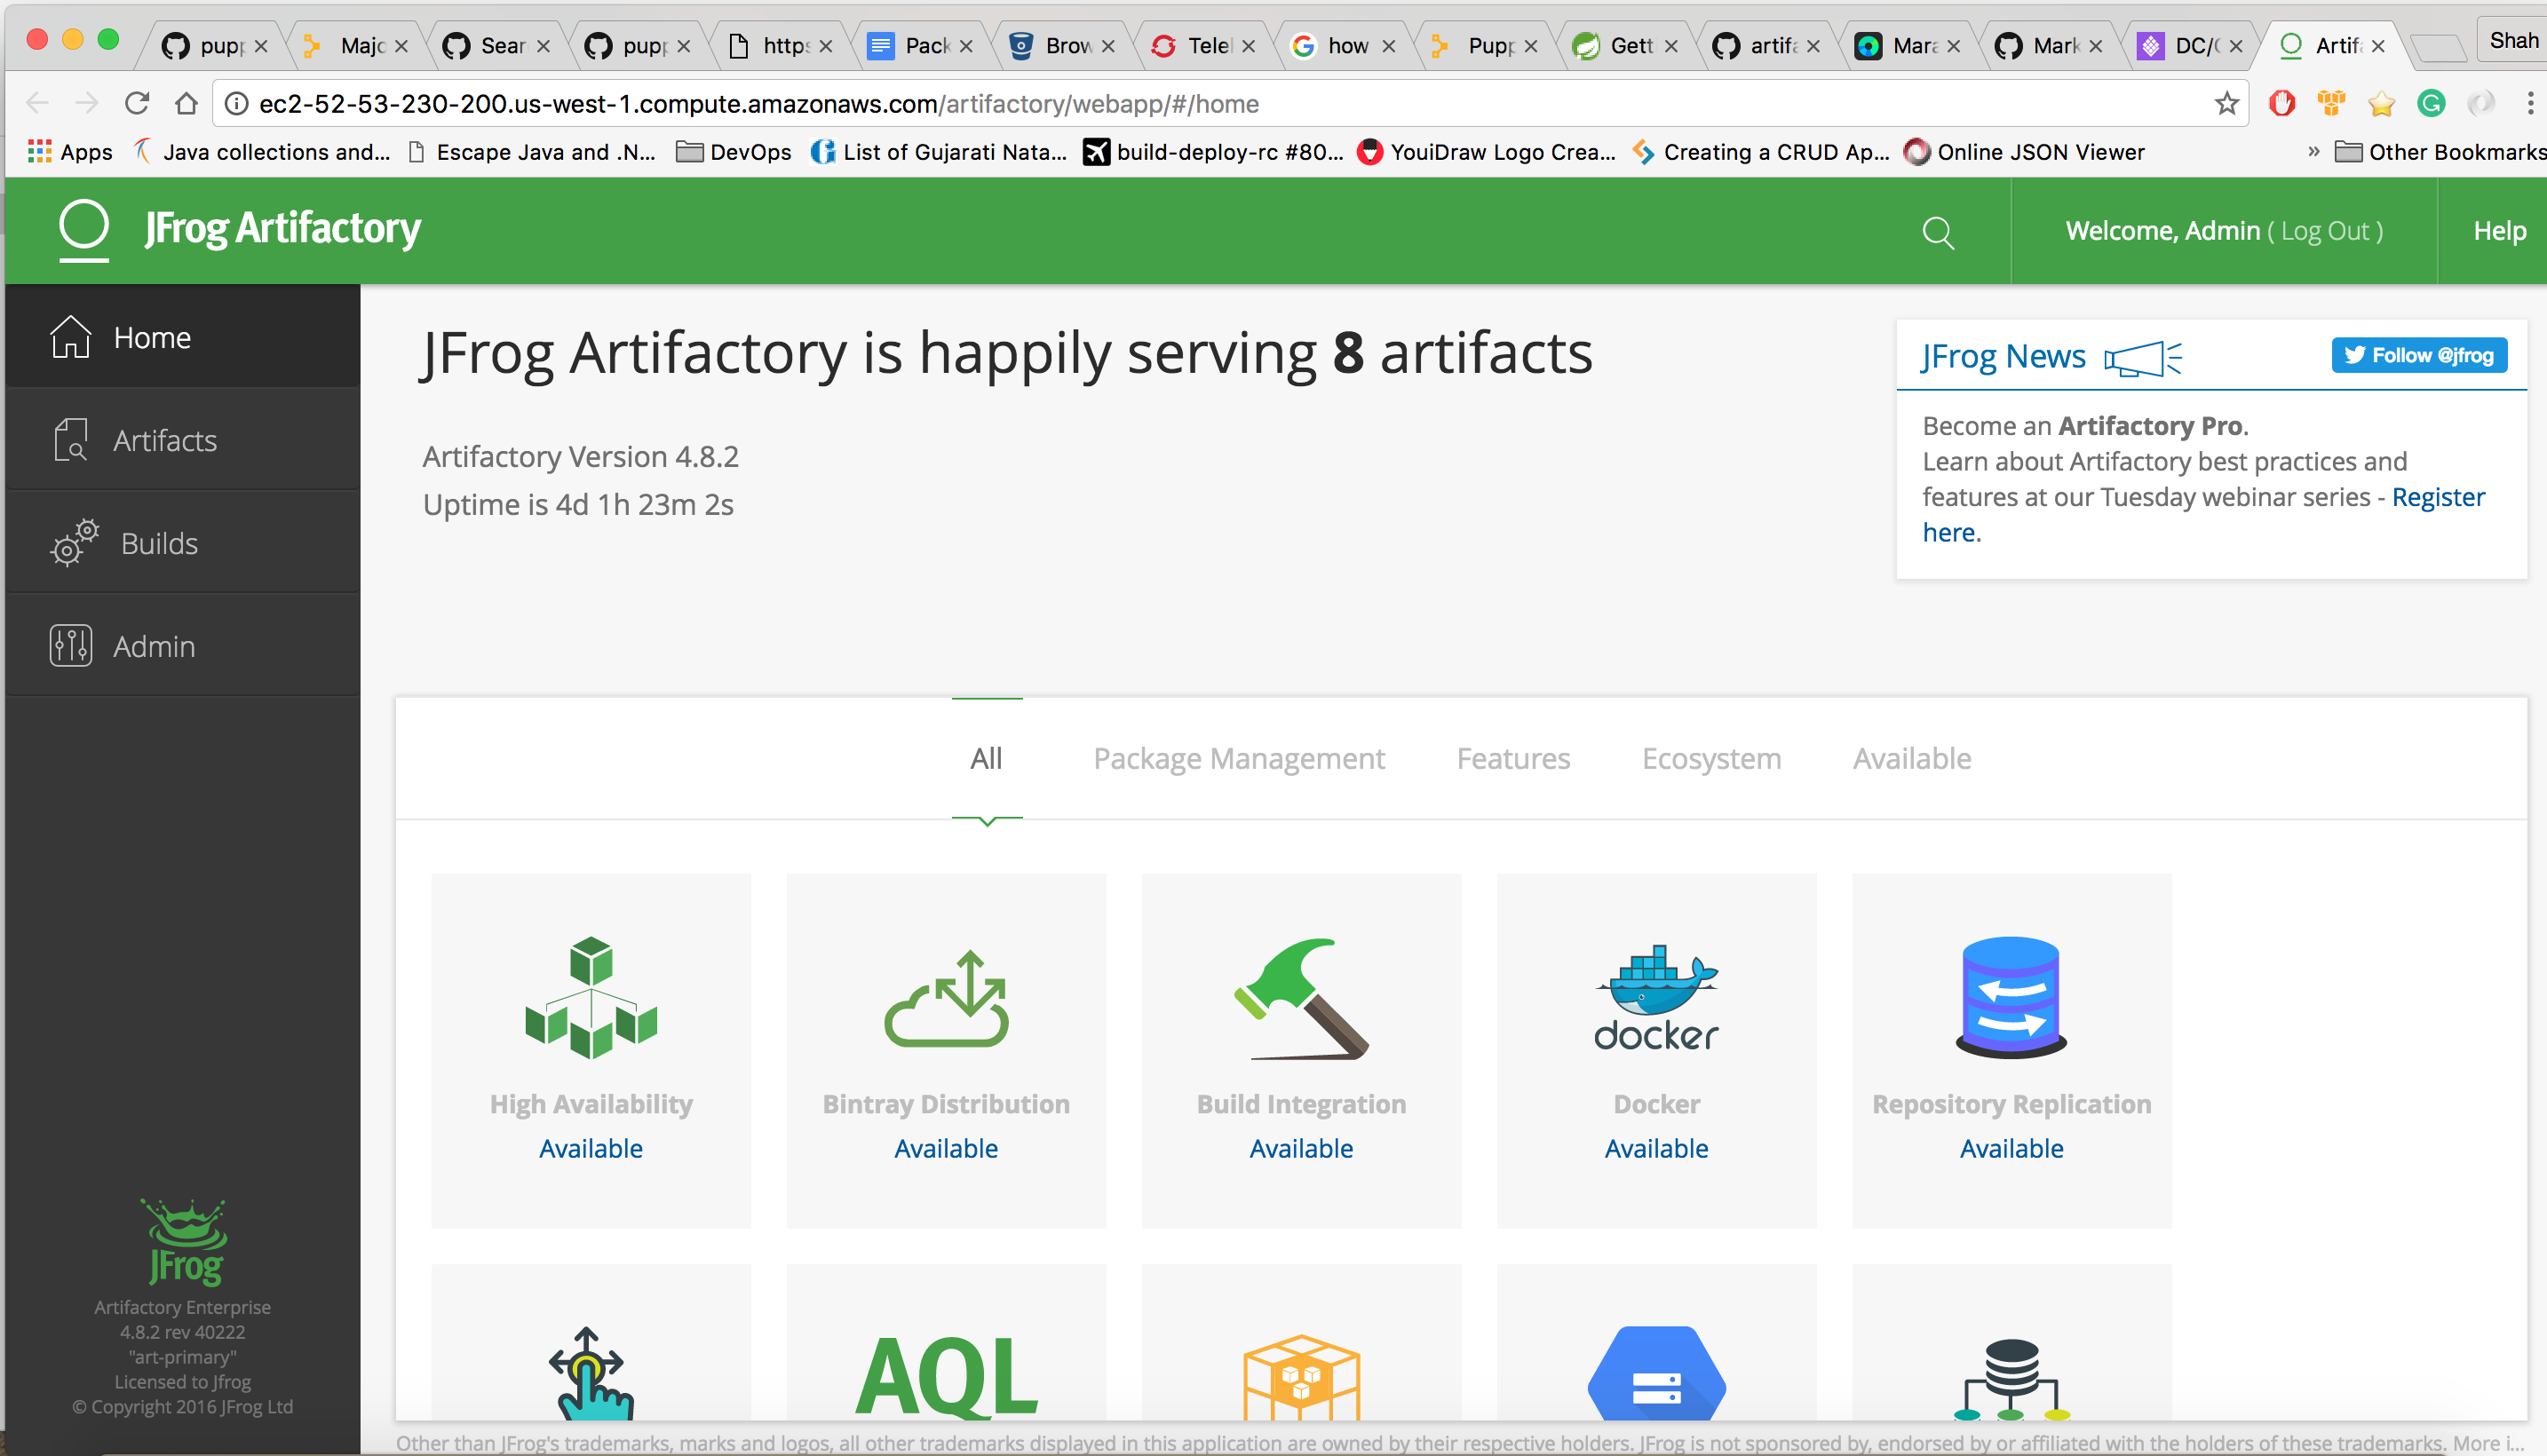 pupp
Majo
Sear
pupp
https
Pack
Brow
Tele
how
Pupp
Gett
artifa
Mara
Mark
DC/
Artif
Shah
ec2-52-53-230-200.us-west-1.compute.amazonaws.com/artifactory/webapp/#/home
Apps
Java collections and...
Escape Java and .N...
DevOps
List of Gujarati Nata...
build-deploy-rc #80...
YouiDraw Logo Crea...
Creating a CRUD Ap...
Online JSON Viewer
»
Other Bookmarks
JFrog Artifactory
Welcome, Admin ( Log Out )
Help
Home
Artifacts
Builds
Admin
JFrog Artifactory is happily serving 8 artifacts
Artifactory Version 4.8.2
Uptime is 4d 1h 23m 2s
JFrog News
Follow @jfrog
Become an Artifactory Pro.
Learn about Artifactory best practices and
features at our Tuesday webinar series - Register
here.
All
Package Management
Features
Ecosystem
Available
docker
High Availability
Available
Bintray Distribution
Available
Build Integration
Available
Docker
Available
Repository Replication
Available
AQL
JFrog
Artifactory Enterprise
4.8.2 rev 40222
"art-primary"
Licensed to Jfrog
© Copyright 2016 JFrog Ltd
Other than JFrog's trademarks, marks and logos, all other trademarks displayed in this application are owned by their respective holders. JFrog is not sponsored by, endorsed by or affiliated with the holders of these trademarks. More i...